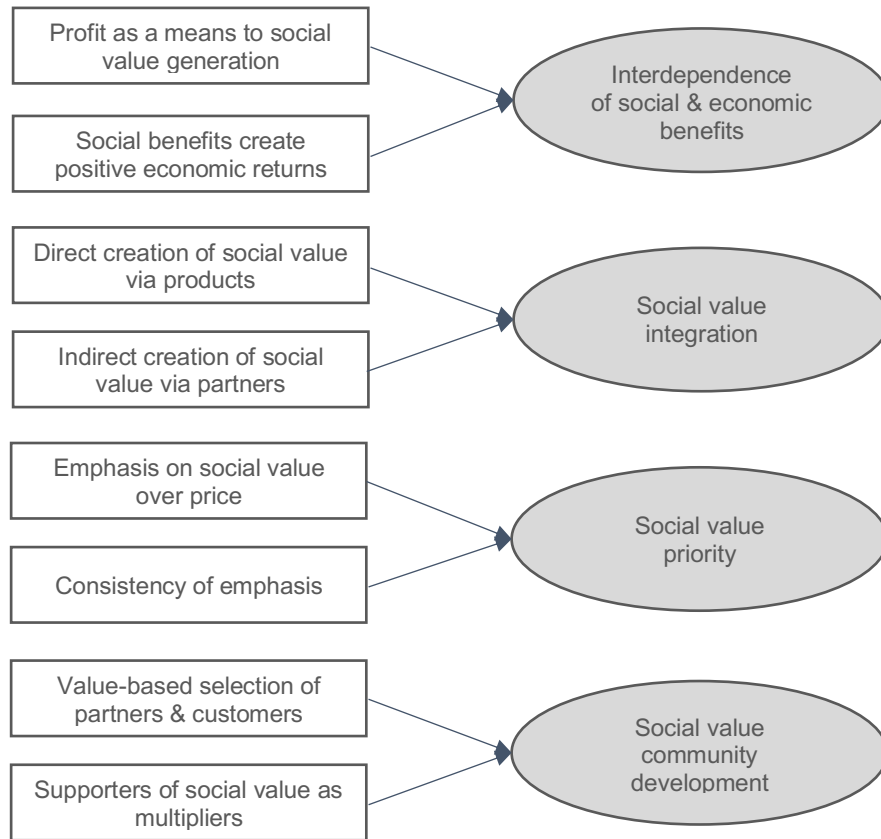 Profit as a means to social
value generation
Interdependence
of social & economic
benefits
Social benefits create
positive economic returns
Direct creation of social value
via products
Social value
integration
Indirect creation of social
value via partners
Emphasis on social value
over price
Social value
priority
Consistency of emphasis
Value-based selection of
partners & customers
Social value
community
development
Supporters of social value as
multipliers